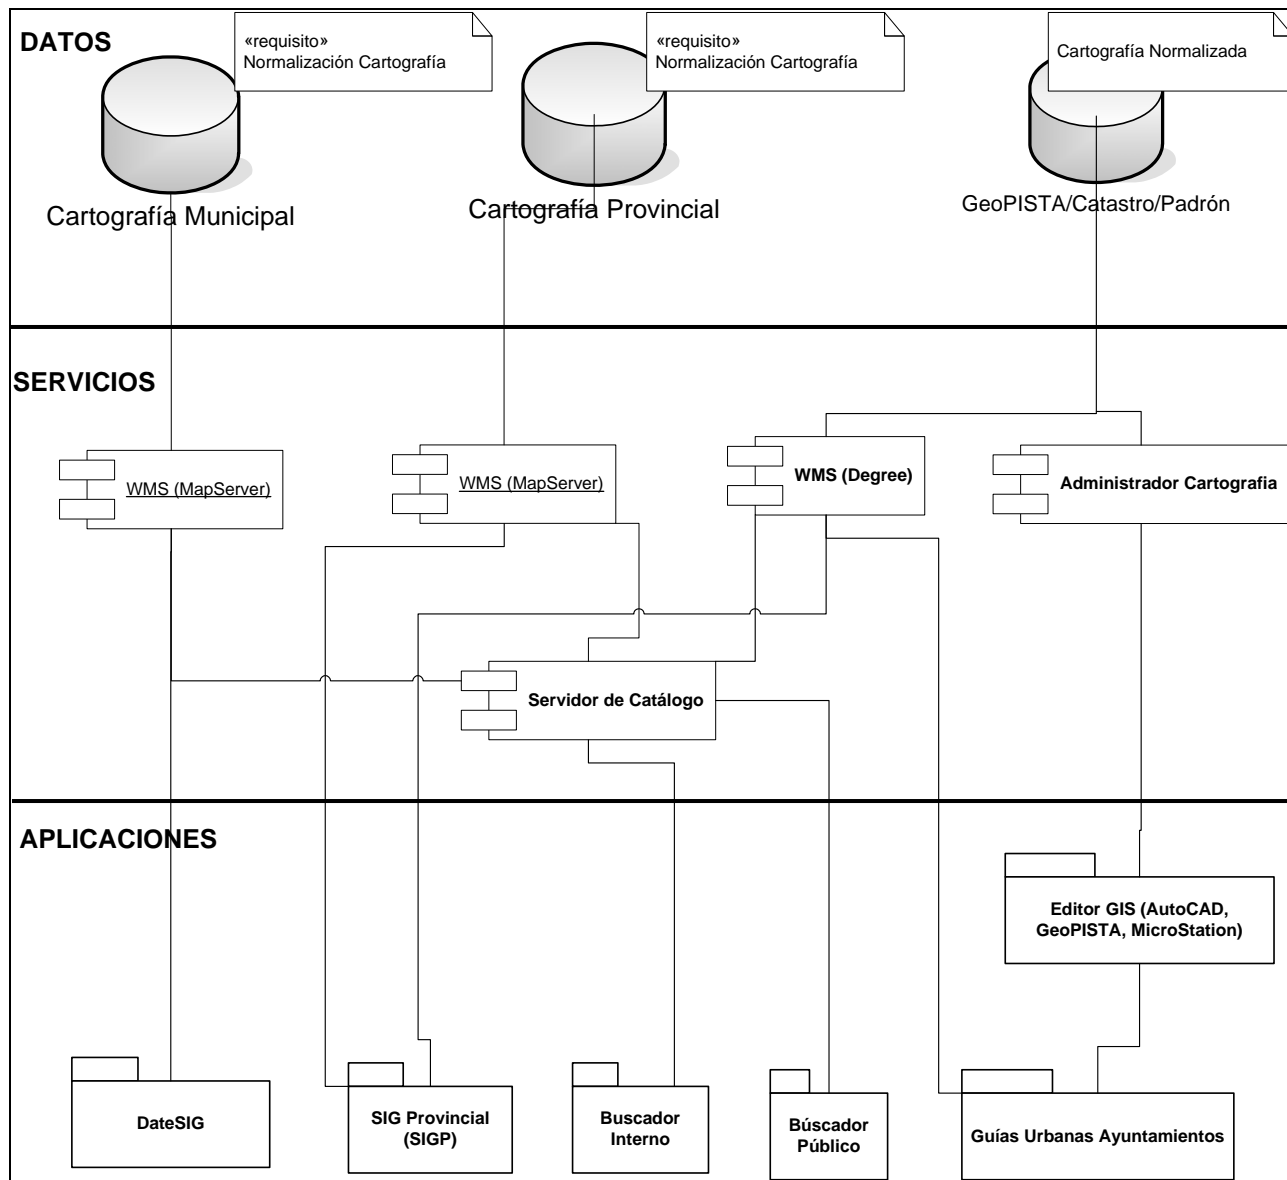 DATOS
«requisito»
Normalización Cartografía
«requisito»
Normalización Cartografía
Cartografía Normalizada
Cartografía Municipal
Cartografía Provincial
GeoPISTA/Catastro/Padrón
SERVICIOS
WMS (MapServer)
WMS (MapServer)
WMS (Degree)
Administrador Cartografia
Servidor de Catálogo
APLICACIONES
Editor GIS (AutoCAD,
GeoPISTA, MicroStation)
DateSIG
SIG Provincial
(SIGP)
Buscador
Interno
Búscador
Público
Guías Urbanas Ayuntamientos